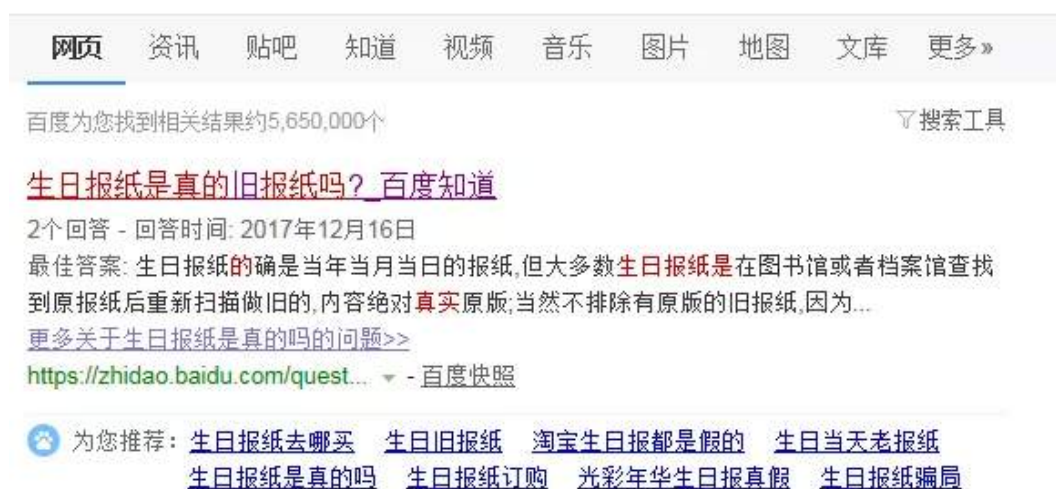 网页 资讯 贴吧 知道 视频 音乐 图片 地图 文库 更多»
百度为您找到相关结果约5,650,000个 搜索工具
生日报纸是真的旧报纸吗?_百度知道
2个回答 - 回答时间: 2017年12月16日
最佳答案: 生日报纸的确是当年当月当日的报纸,但大多数生日报纸是在图书馆或者档案馆查找
到原报纸后重新扫描做旧的,内容绝对真实原版;当然不排除有原版的旧报纸,因为...
更多关于生日报纸是真的吗的问题>>
https://zhidao.baidu.com/quest... - 百度快照
为您推荐: 生日报纸去哪买 生日旧报纸 淘宝生日报都是假的 生日当天老报纸
生日报纸是真的吗 生日报纸订购 光彩年华生日报真假 生日报纸骗局